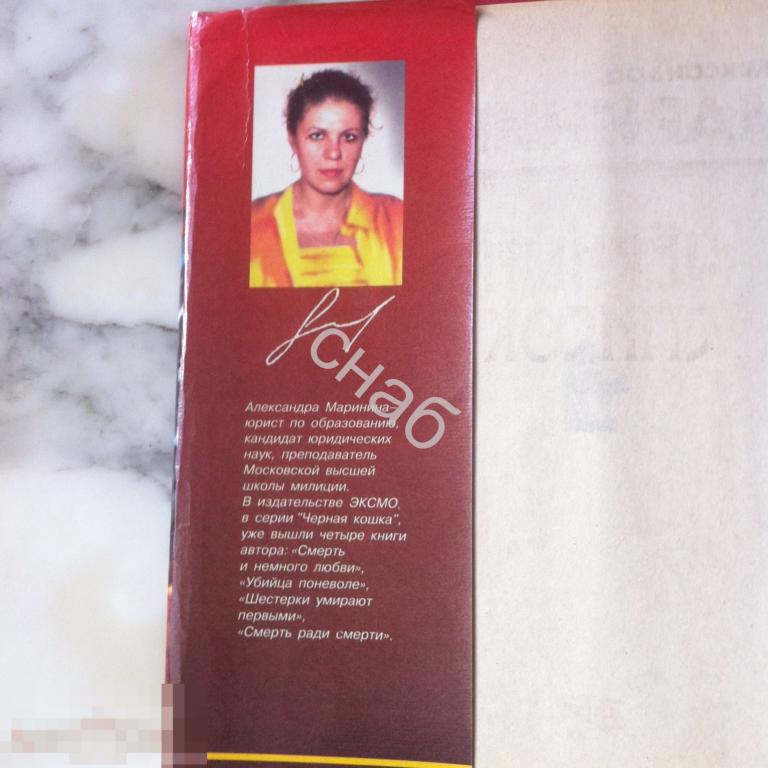 снаб
Александра Маринина–
юрист по образованию,
кандидат юридических
наук, преподаватель
Московской высшей
школы милиции.
В издательстве ЭКСМО,
в серии "Черная кошка",
уже вышли четыре книги
автора: «Смерть
и немного любви»,
«Убийца поневоле»,
«Шестерки умирают
первыми»,
«Смерть ради смерти».